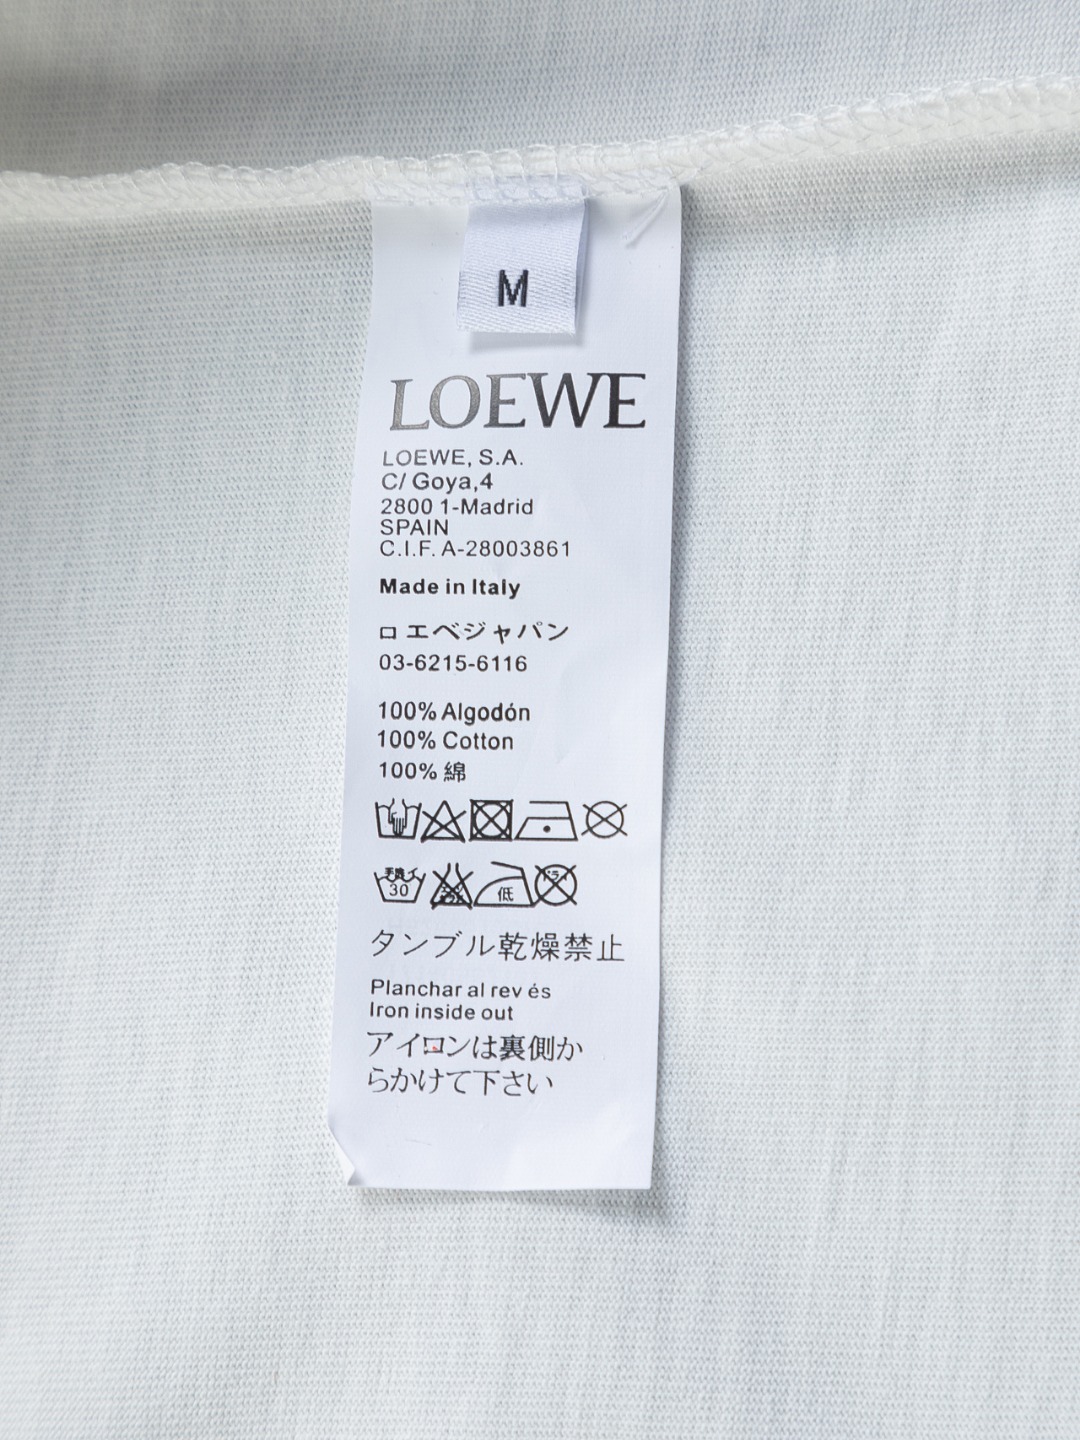 M
LOEWE
LOEWE, S.A.
C/ Goya,4
2800 1-Madrid
SPAIN
C.I.F. A-28003861
Made in Italy
ロエベジャパン
03-6215-6116
100% Algodón
100% Cotton
100% 綿
30
低
タンブル乾燥禁止
Planchar al rev és
Iron inside out
アイロンは裏側か
らかけて下さい